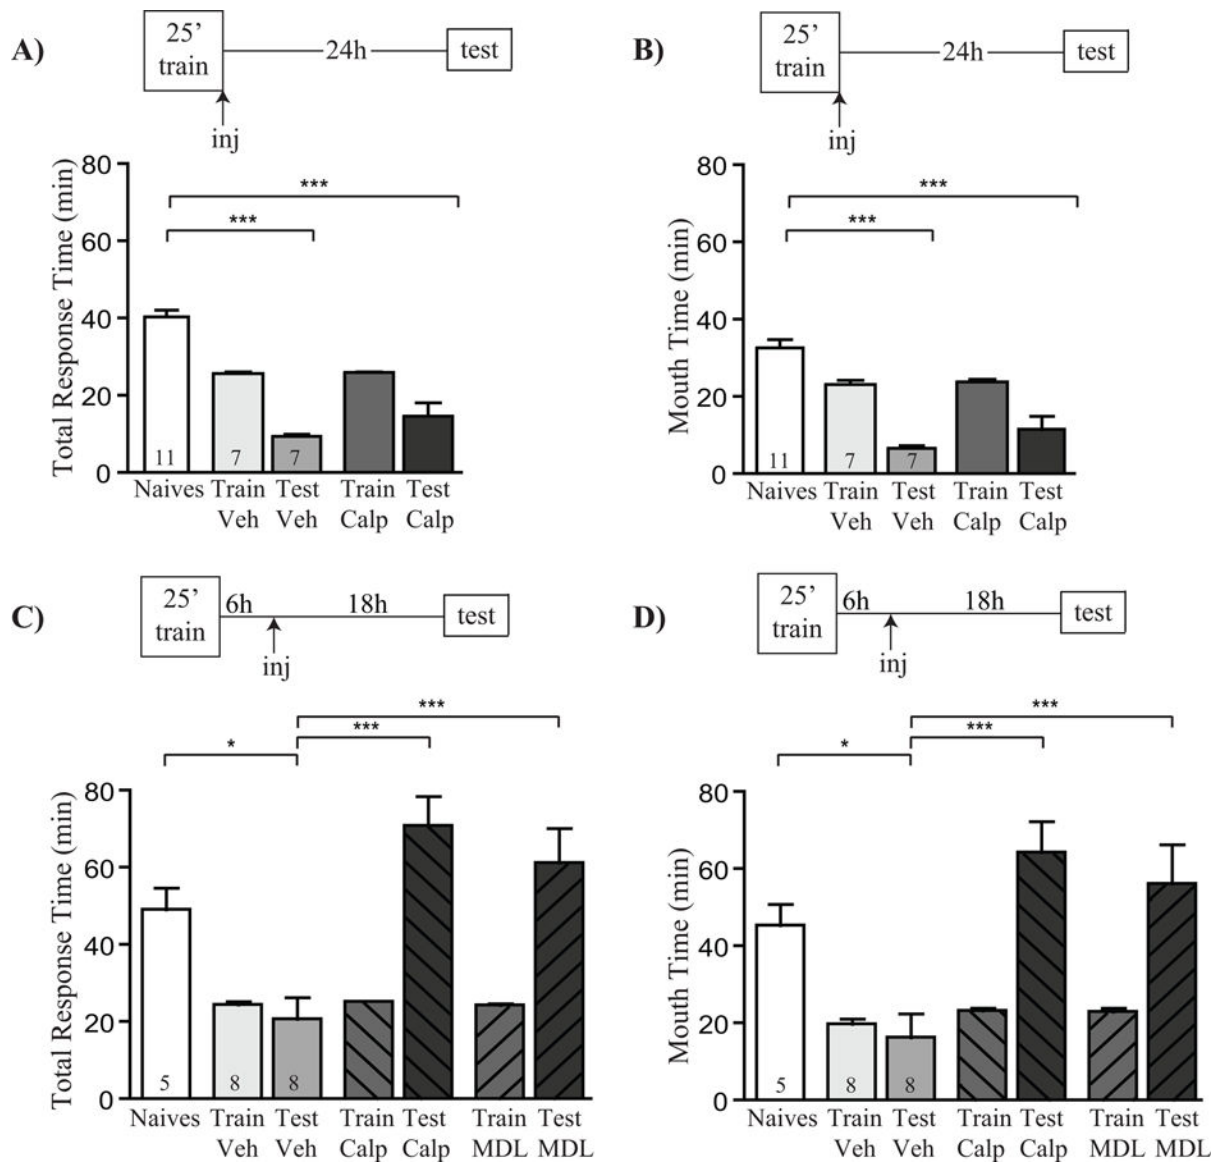 A)
25’
train
24h
test
inj
Total Response Time (min)
80
60
40
20
0
***
***
11
7
7
Naives
Train
Veh
Test
Veh
Train
Calp
Test
Calp
B)
25’
train
24h
test
inj
Mouth Time (min)
80
60
40
20
0
***
***
11
7
7
Naives
Train
Veh
Test
Veh
Train
Calp
Test
Calp
C)
25’
train
6h
18h
test
inj
Total Response Time (min)
80
60
40
20
0
***
***
*
5
8
8
Naives
Train
Veh
Test
Veh
Train
Calp
Test
Calp
Train
MDL
Test
MDL
D)
25’
train
6h
18h
test
inj
Mouth Time (min)
80
60
40
20
0
***
***
*
5
8
8
Naives
Train
Veh
Test
Veh
Train
Calp
Test
Calp
Train
MDL
Test
MDL